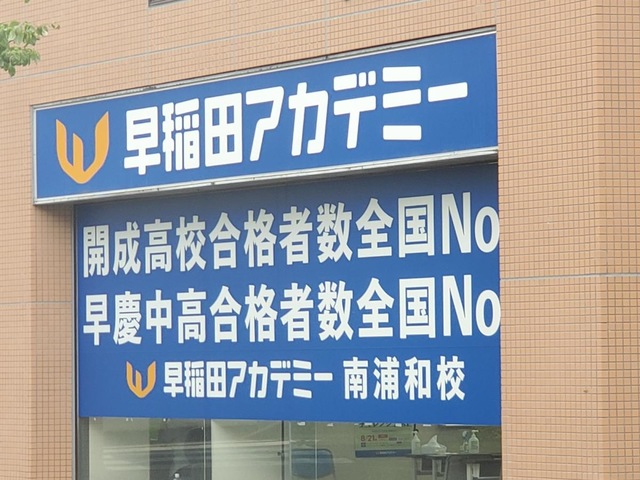 早稲田アカデミー
開成高校合格者数全国No
早慶中高合格者数全国No
早稲田アカデミー 南浦和校
8/21